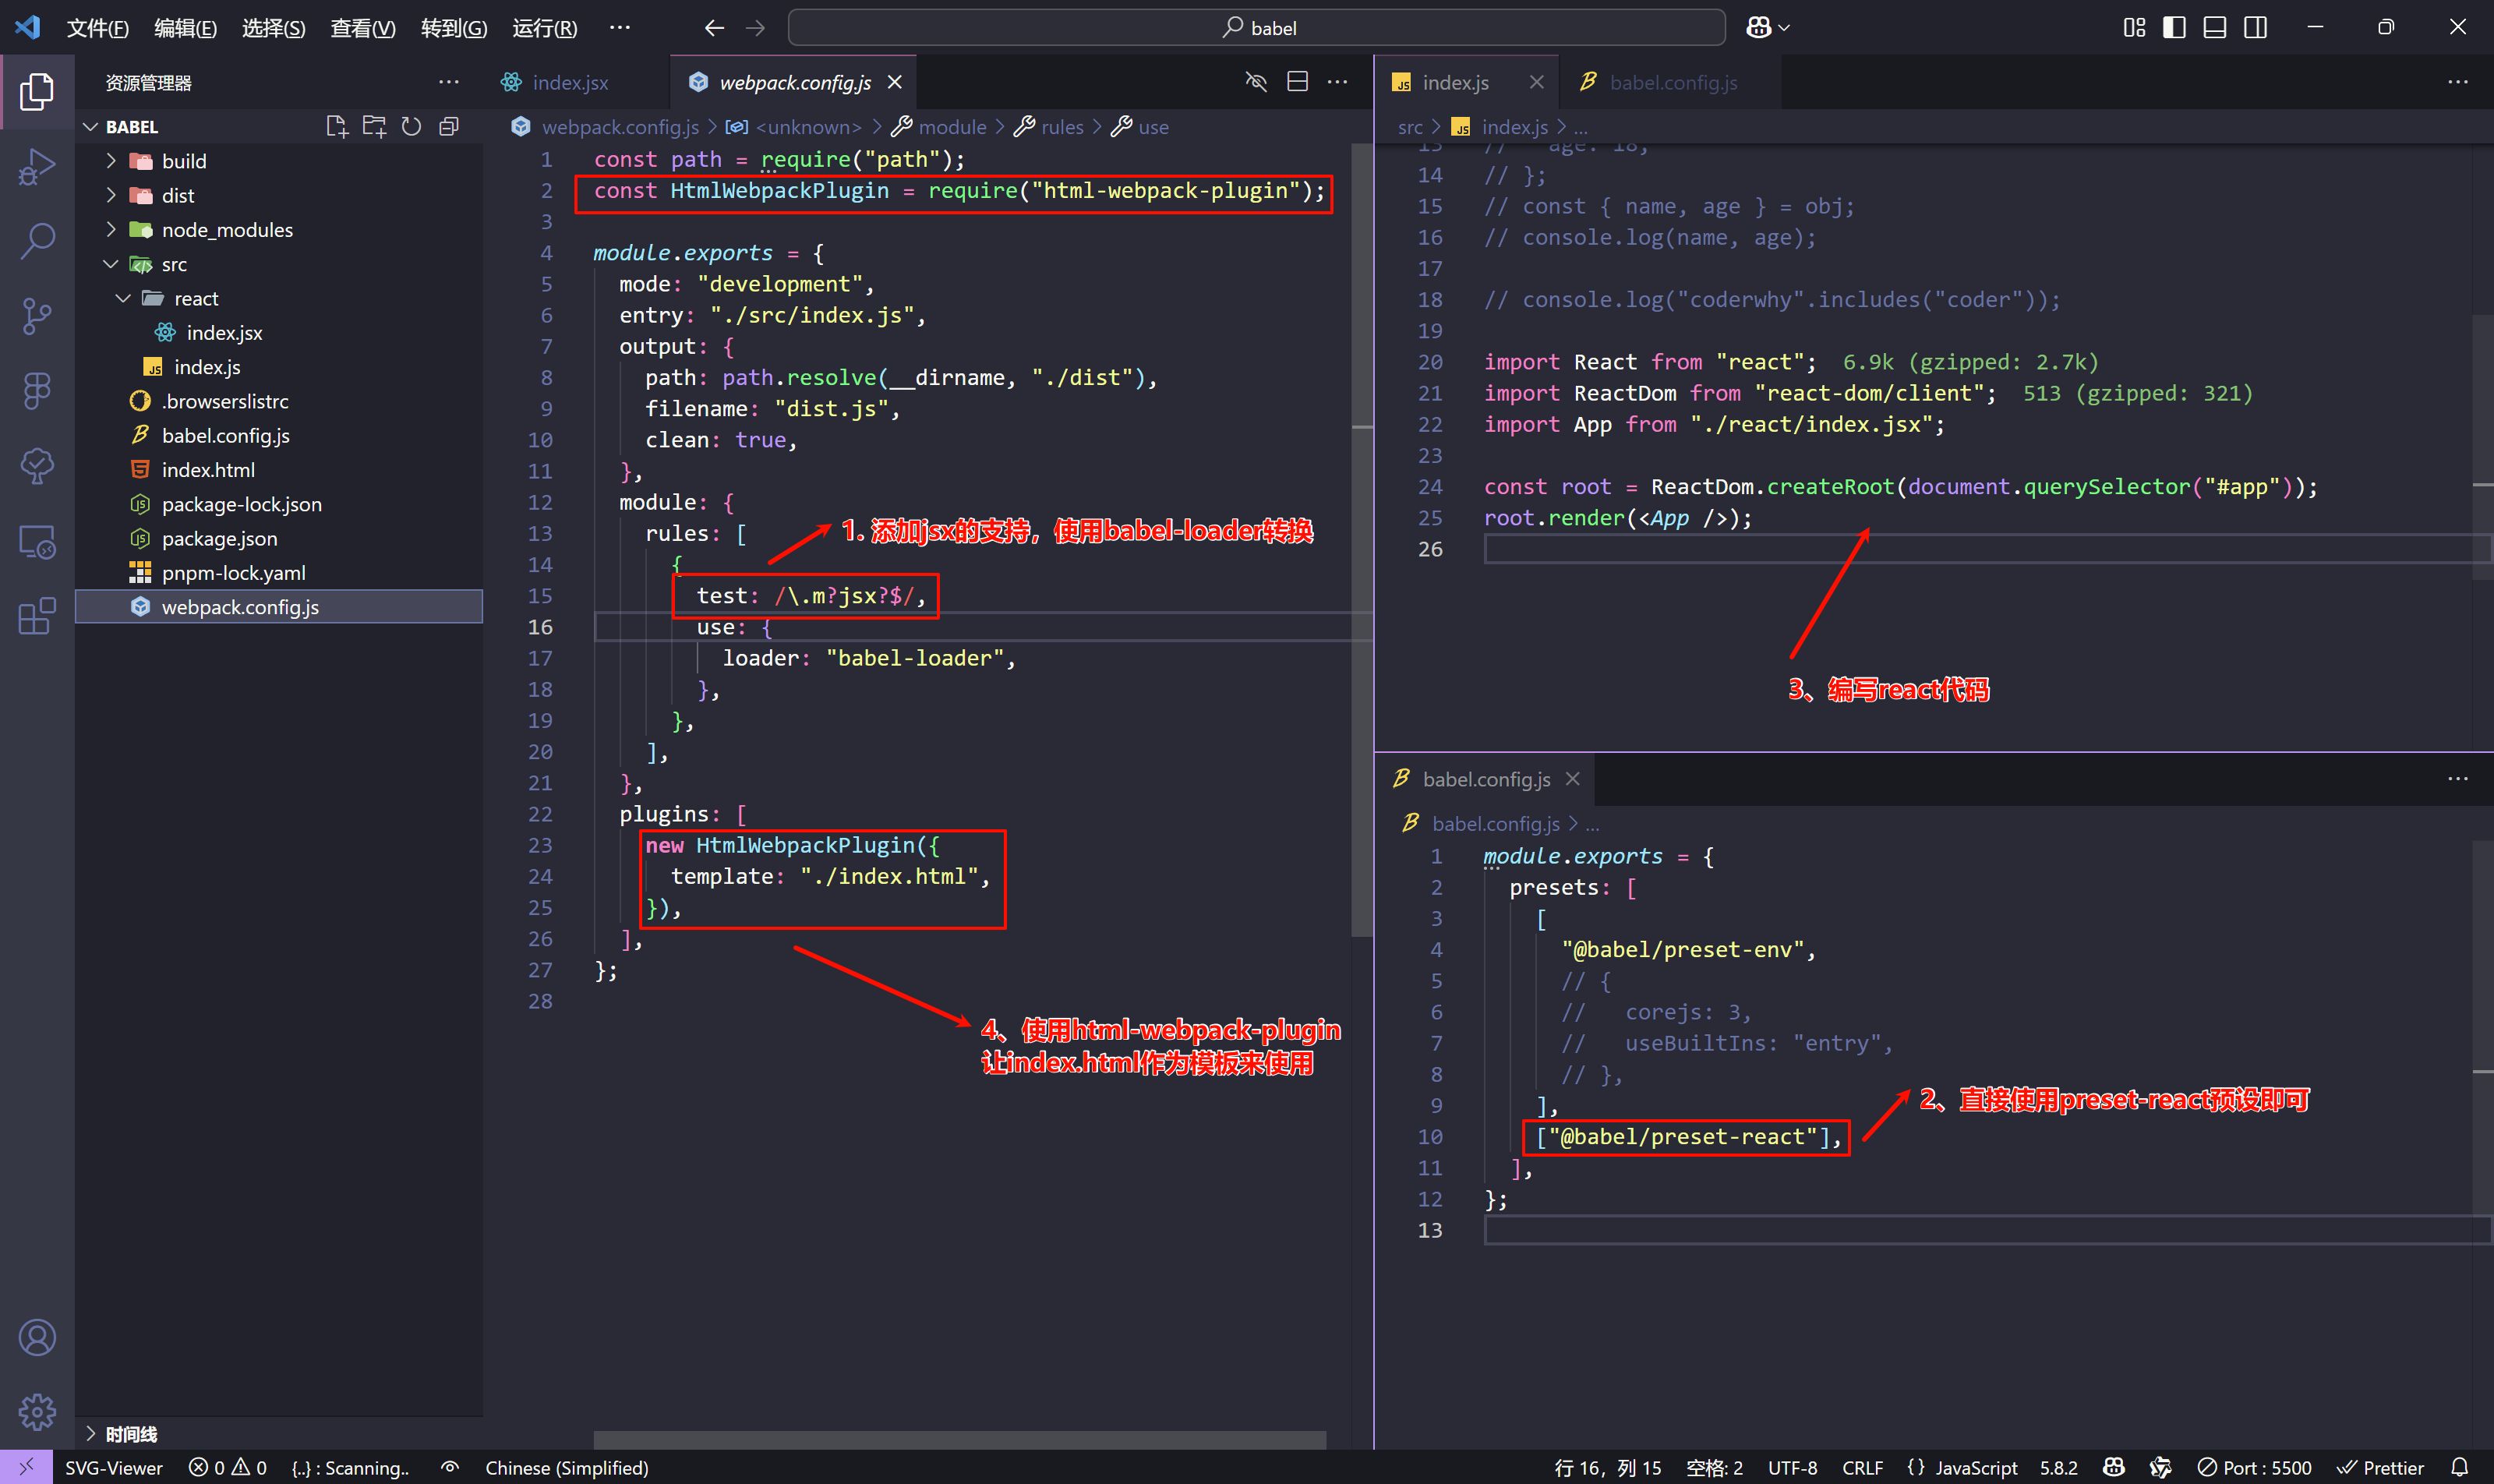 文件(F) 编辑(E) 选择(S) 查看(V) 转到(G) 运行(R) ··· babel
资源管理器
BABEL
build
dist
node_modules
src
react
index.jsx
index.js
.browserslistrc
babel.config.js
index.html
package-lock.json
package.json
pnpm-lock.yaml
webpack.config.js
时间线
index.jsx webpack.config.js
webpack.config.js > <unknown> > module > rules > use
1 const path = require("path");
2 const HtmlWebpackPlugin = require("html-webpack-plugin");
3
4 module.exports = {
5 mode: "development",
6 entry: "./src/index.js",
7 output: {
8 path: path.resolve(__dirname, "./dist"),
9 filename: "dist.js",
10 clean: true,
11 },
12 module: {
13 rules: [
1. 添加jsx的支持，使用babel-loader转换
14 {
15 test: /\.m?jsx?$/,
16 use: {
17 loader: "babel-loader",
18 },
19 },
20 ],
21 },
22 plugins: [
23 new HtmlWebpackPlugin({
24 template: "./index.html",
25 }),
26 ],
27 };
28
4、使用html-webpack-plugin
让index.html作为模板来使用
index.js babel.config.js
src > index.js > ...
13 // age: 18,
14 // };
15 // const { name, age } = obj;
16 // console.log(name, age);
17
18 // console.log("coderwhy".includes("coder"));
19
20 import React from "react"; 6.9k (gzipped: 2.7k)
21 import ReactDom from "react-dom/client"; 513 (gzipped: 321)
22 import App from "./react/index.jsx";
23
24 const root = ReactDom.createRoot(document.querySelector("#app"));
25 root.render(<App />);
26
3、编写react代码
babel.config.js
babel.config.js > ...
1 module.exports = {
2 presets: [
3 [
4 "@babel/preset-env",
5 // {
6 // corejs: 3,
7 // useBuiltIns: "entry",
8 // },
9 ],
2、直接使用preset-react预设即可
10 ["@babel/preset-react"],
11 ],
12 };
13
SVG-Viewer 0 0 {..} : Scanning.. Chinese (Simplified) 行 16，列 15 空格: 2 UTF-8 CRLF {} JavaScript 5.8.2 Port : 5500 Prettier